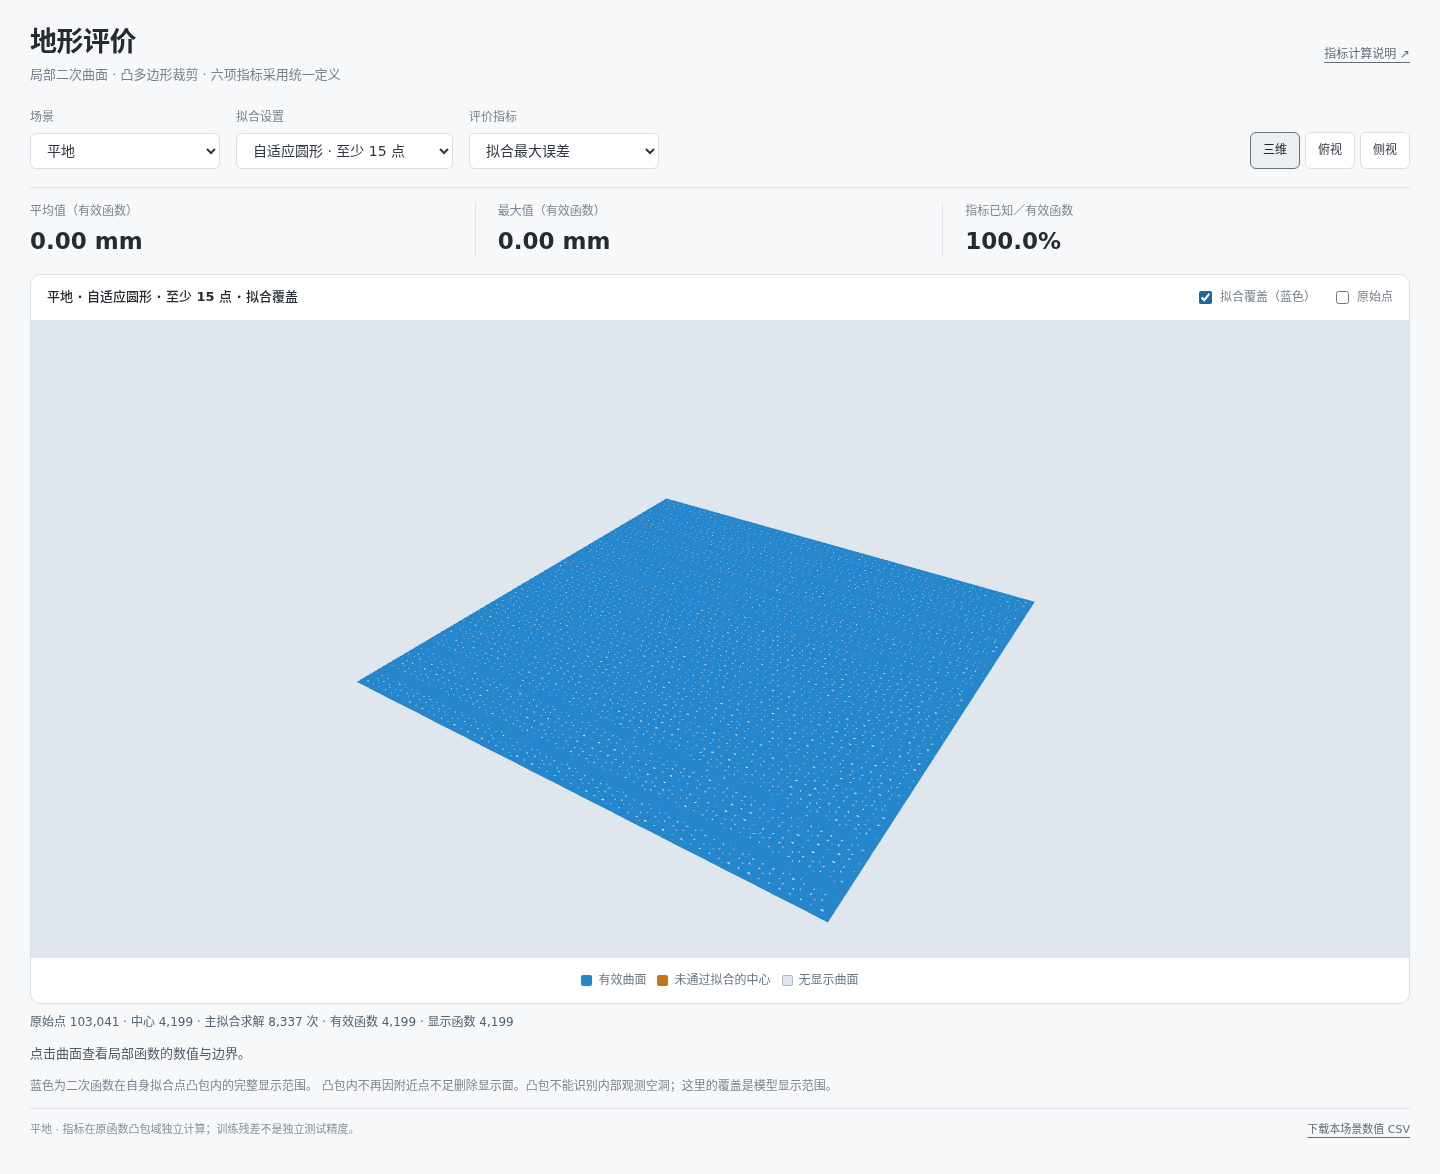 地形评价
局部二次曲面 · 凸多边形裁剪 · 六项指标采用统一定义
指标计算说明 ↗
场景
拟合设置
评价指标
平地
自适应圆形 · 至少 15 点
拟合最大误差
三维
俯视
侧视
平均值（有效函数）
最大值（有效函数）
指标已知／有效函数
0.00 mm
0.00 mm
100.0%
平地 · 自适应圆形 · 至少 15 点 · 拟合覆盖
拟合覆盖（蓝色）
原始点
有效曲面
未通过拟合的中心
无显示曲面
原始点 103,041 · 中心 4,199 · 主拟合求解 8,337 次 · 有效函数 4,199 · 显示函数 4,199
点击曲面查看局部函数的数值与边界。
蓝色为二次函数在自身拟合点凸包内的完整显示范围。 凸包内不再因附近点不足删除显示面。凸包不能识别内部观测空洞；这里的覆盖是模型显示范围。
平地 · 指标在原函数凸包域独立计算；训练残差不是独立测试精度。
下载本场景数值 CSV